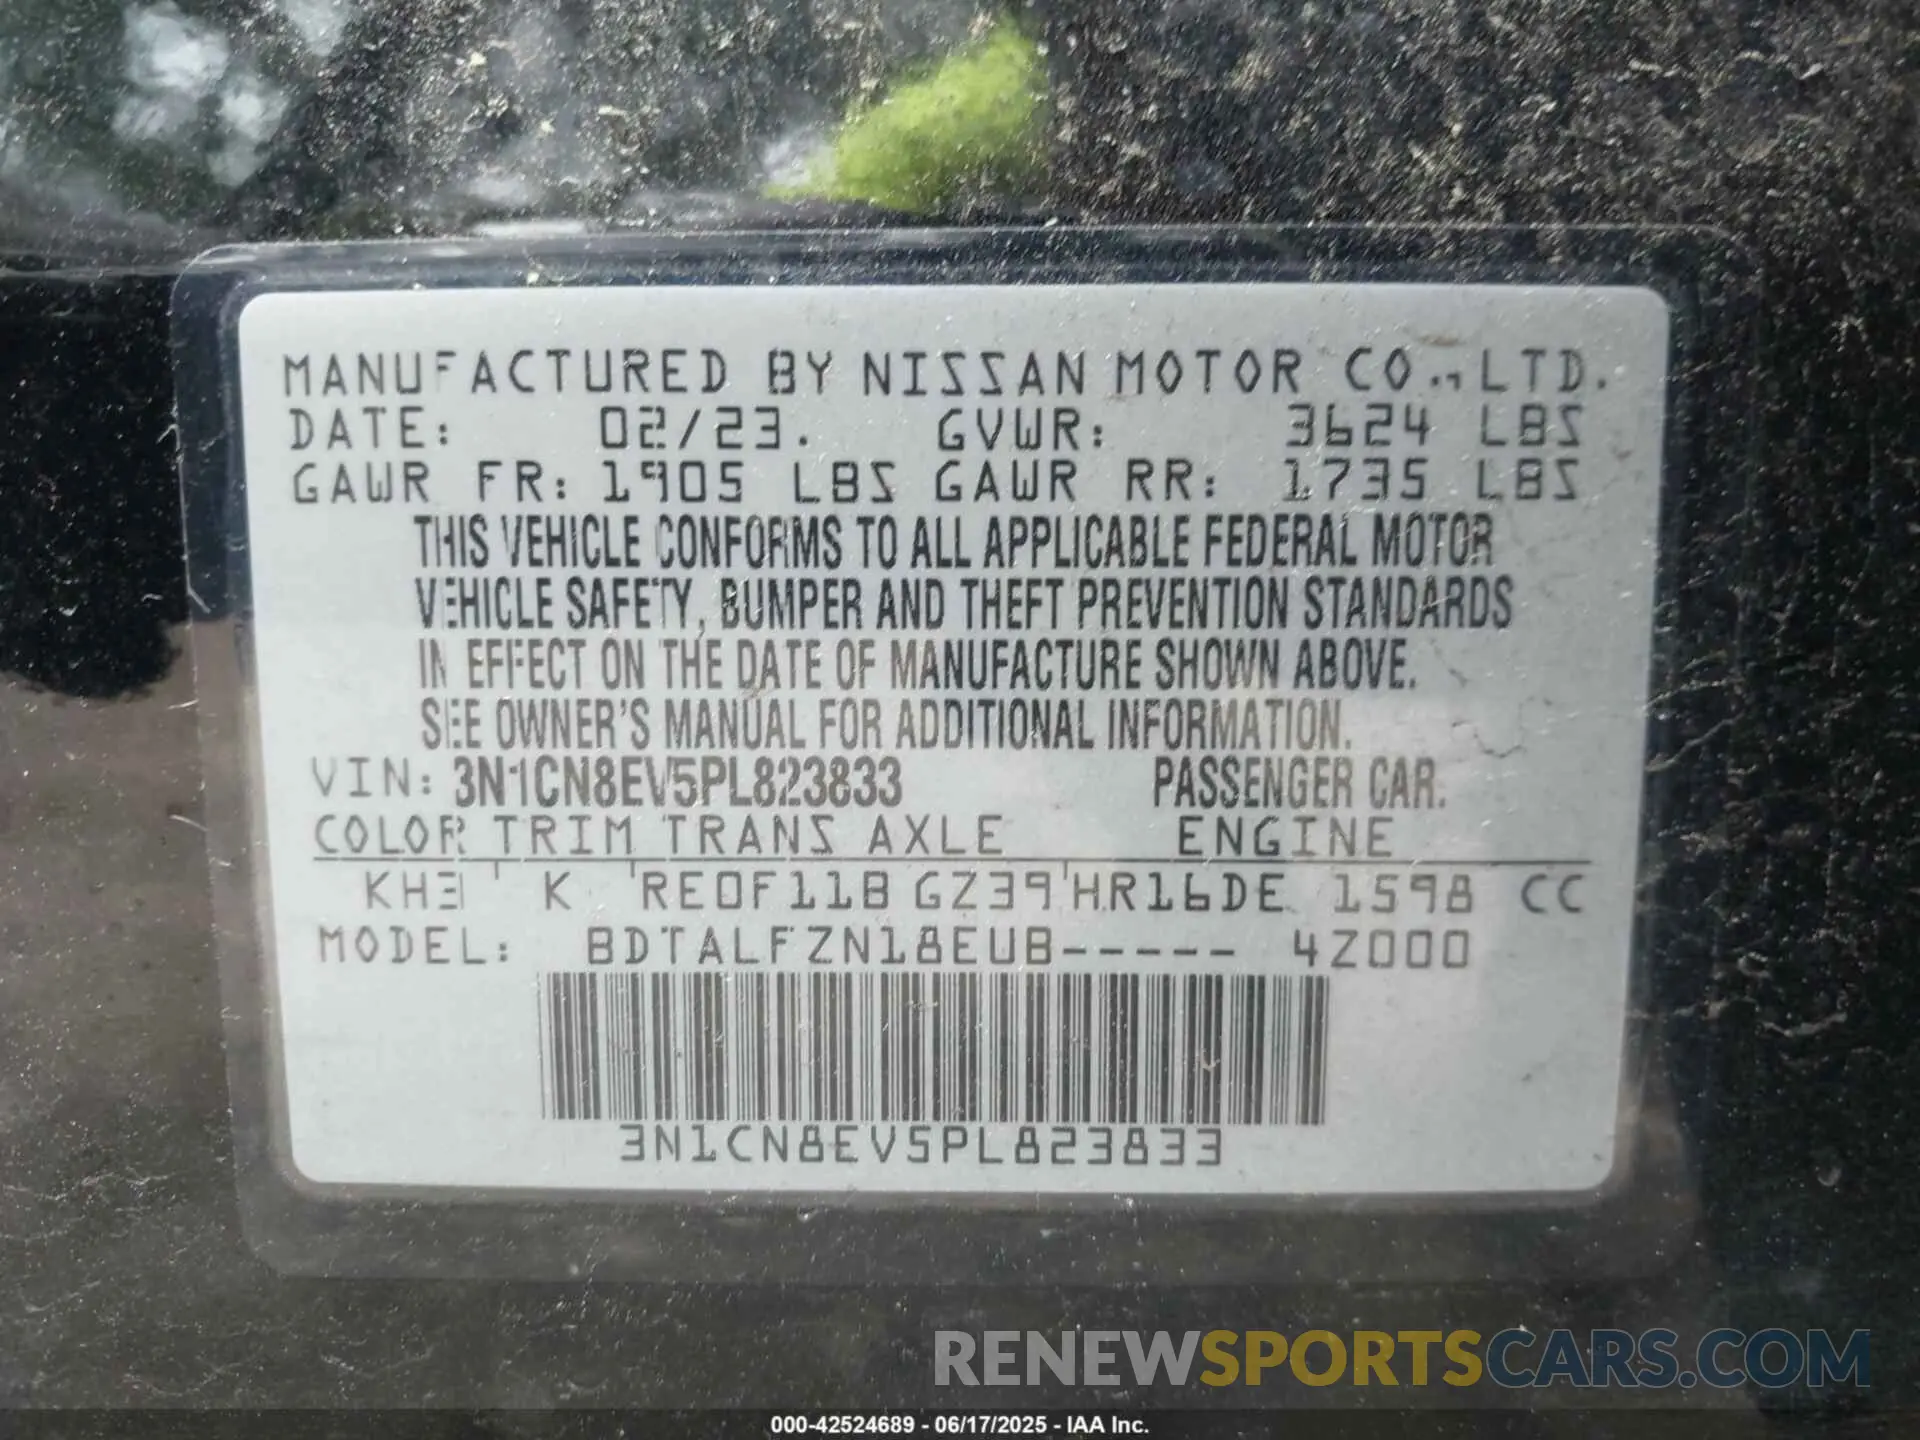 MANUFACTURED BY NISSAN MOTOR CO., LTD.
DATE: 02/23. GVWR: 3624 LBS
GAWR FR: 1905 LBS GAWR RR: 1735 LBS
THIS VEHICLE CONFORMS TO ALL APPLICABLE FEDERAL MOTOR
VEHICLE SAFETY, BUMPER AND THEFT PREVENTION STANDARDS
IN EFFECT ON THE DATE OF MANUFACTURE SHOWN ABOVE.
SEE OWNER'S MANUAL FOR ADDITIONAL INFORMATION.
VIN: 3N1CN8EV5PL823833 PASSENGER CAR.
COLOR TRIM TRANS AXLE ENGINE
KH3 K RE0F11B GZ39 HR16DE 1598 CC
MODEL: BDTALFZN18EUB----- 4Z000
3N1CN8EV5PL823833
RENEWSPORTSCARS.COM
000-42524689 - 06/17/2025 - IAA Inc.